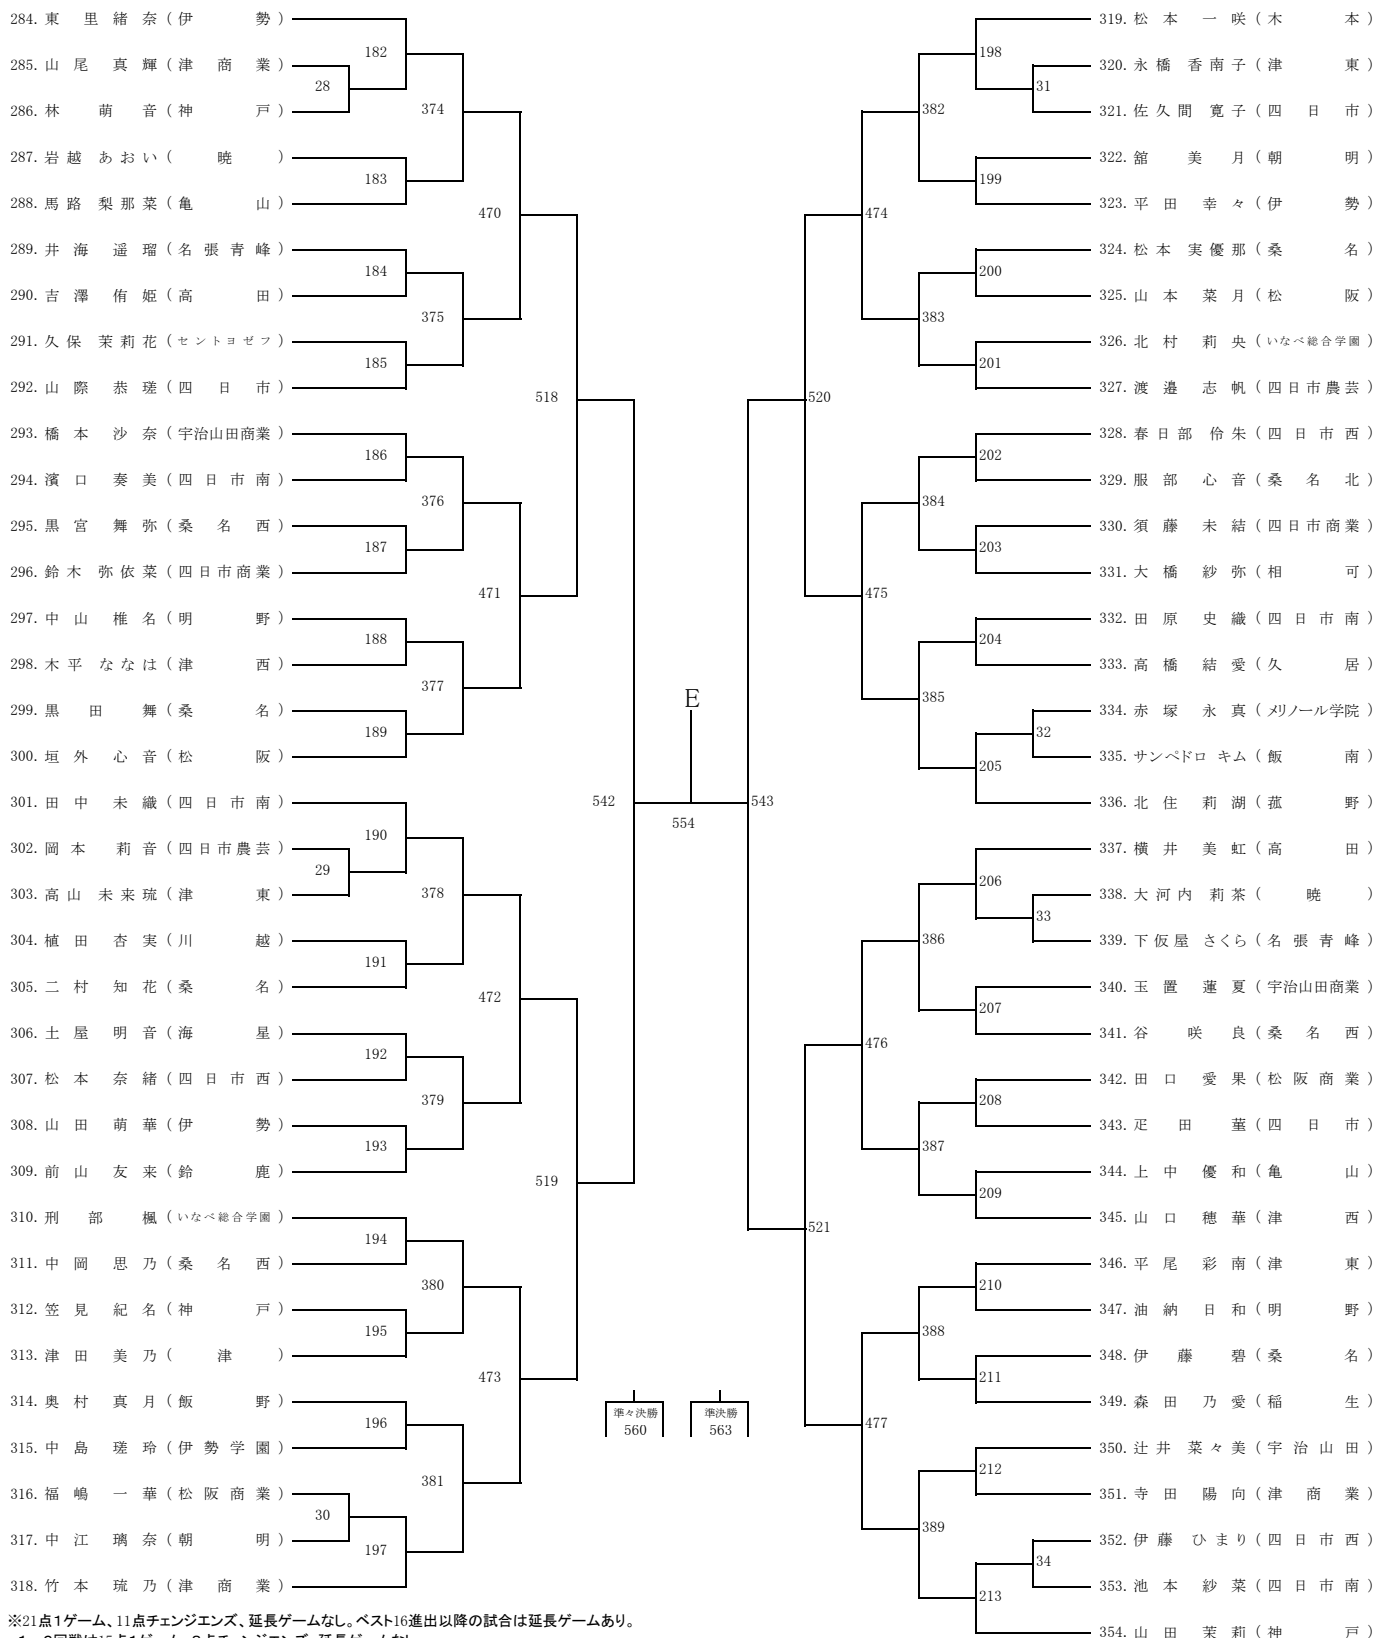 284. 東 里緒奈（伊勢）
182
285. 山尾 真輝（津商業）
28
286. 林 萌音（神戸）
374
287. 岩越 あおい（暁）
183
288. 馬路 梨那菜（亀山）
470
289. 井海 遥瑠（名張青峰）
184
290. 吉澤 侑姫（高田）
375
291. 久保 茉莉花（セントヨゼフ）
185
292. 山際 恭瑳（四日市）
518
293. 橋本 沙奈（宇治山田商業）
186
294. 濱口 奏美（四日市南）
376
295. 黒宮 舞弥（桑名西）
187
296. 鈴木 弥依菜（四日市商業）
471
297. 中山 椎名（明野）
188
298. 木平 ななは（津西）
377
299. 黒田 舞（桑名）
189
300. 垣外 心音（松阪）
542
301. 田中 未織（四日市南）
190
302. 岡本 莉音（四日市農芸）
29
303. 高山 未来琉（津東）
378
304. 植田 杏実（川越）
191
305. 二村 知花（桑名）
472
306. 土屋 明音（海星）
192
307. 松本 奈緒（四日市西）
379
308. 山田 萌華（伊勢）
193
309. 前山 友来（鈴鹿）
519
310. 刑部 楓（いなべ総合学園）
194
311. 中岡 思乃（桑名西）
380
312. 笠見 紀名（神戸）
195
313. 津田 美乃（津）
473
314. 奥村 真月（飯野）
196
315. 中島 瑳玲（伊勢学園）
381
316. 福嶋 一華（松阪商業）
30
317. 中江 璃奈（朝明）
197
318. 竹本 琉乃（津商業）
E
554
準々決勝
560
準決勝
563
319. 松本 一咲（木本）
198
320. 永橋 香南子（津東）
31
321. 佐久間 寛子（四日市）
382
322. 舘 美月（朝明）
199
323. 平田 幸々（伊勢）
474
324. 松本 実優那（桑名）
200
325. 山本 菜月（松阪）
383
326. 北村 莉央（いなべ総合学園）
201
327. 渡邉 志帆（四日市農芸）
520
328. 春日部 伶朱（四日市西）
202
329. 服部 心音（桑名北）
384
330. 須藤 未結（四日市商業）
203
331. 大橋 紗弥（相可）
475
332. 田原 史織（四日市南）
204
333. 高橋 結愛（久居）
385
334. 赤塚 永真（メリノール学院）
32
335. サンペドロ キム（飯南）
205
336. 北住 莉湖（菰野）
543
337. 横井 美虹（高田）
206
338. 大河内 莉茶（暁）
33
339. 下仮屋 さくら（名張青峰）
386
340. 玉置 蓮夏（宇治山田商業）
207
341. 谷 咲良（桑名西）
476
342. 田口 愛果（松阪商業）
208
343. 疋田 菫（四日市）
387
344. 上中 優和（亀山）
209
345. 山口 穂華（津西）
521
346. 平尾 彩南（津東）
210
347. 油納 日和（明野）
388
348. 伊藤 碧（桑名）
211
349. 森田 乃愛（稲生）
477
350. 辻井 菜々美（宇治山田）
212
351. 寺田 陽向（津商業）
389
352. 伊藤 ひまり（四日市西）
34
353. 池本 紗菜（四日市南）
213
354. 山田 茉莉（神戸）
※21点1ゲーム、11点チェンジエンズ、延長ゲームなし。ベスト16進出以降の試合は延長ゲームあり。